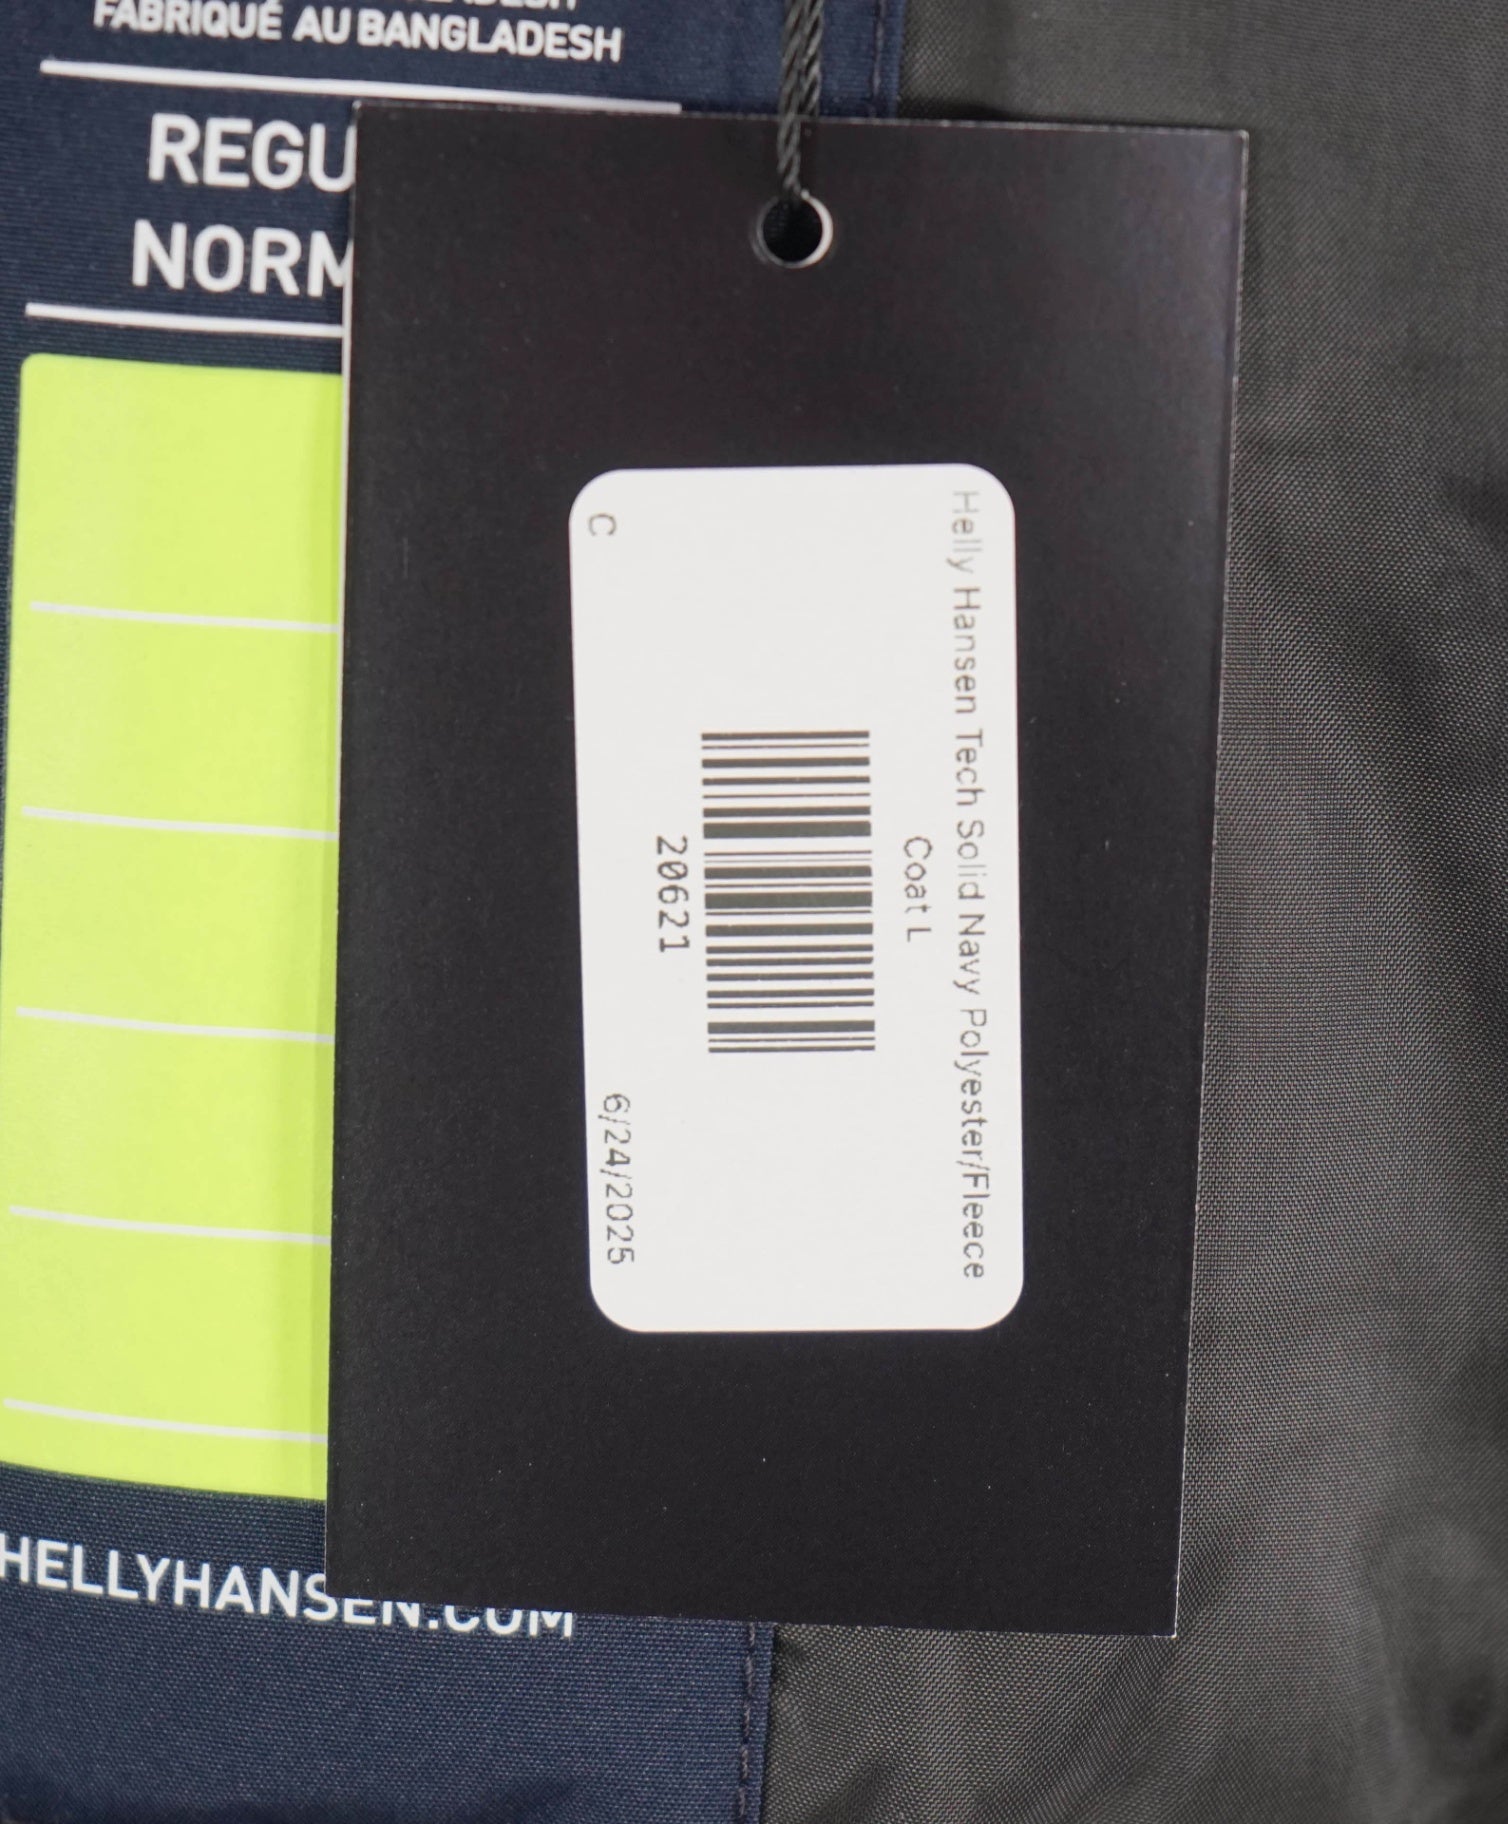 FABRIQUÉ AU BANGLADESH
REGU
NORM
HELLYHANSEN.COM
Helly Hansen Tech Solid Navy Polyester/Fleece
Coat L
20621
C
6/24/2025